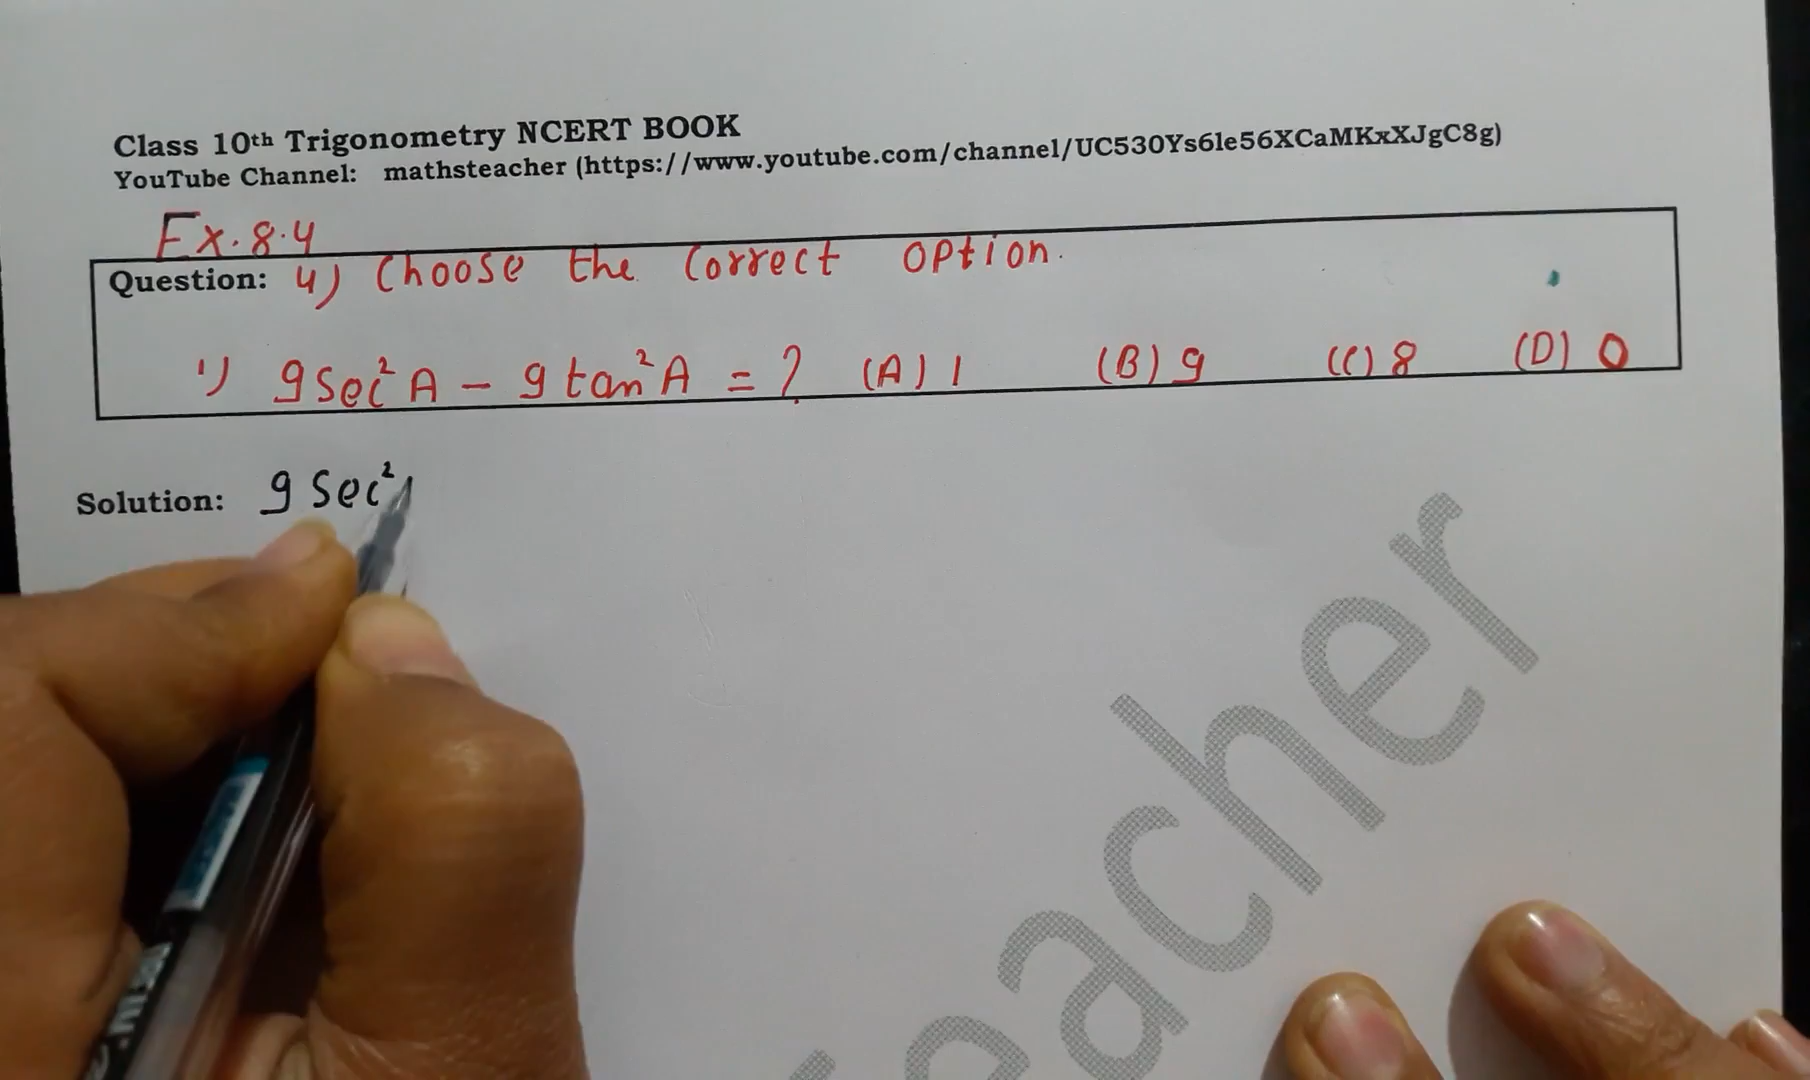 Class 10th Trigonometry NCERT BOOK
YouTube Channel: mathsteacher (https://www.youtube.com/channel/UC530Ys6le56XCaMKxXJgC8g)
Ex. 8.4
Question: 4) Choose the correct option.
i) 9 sec²A - 9 tan²A = ? (A) 1 (B) 9 (C) 8 (D) 0
Solution: 9 sec²
eacher